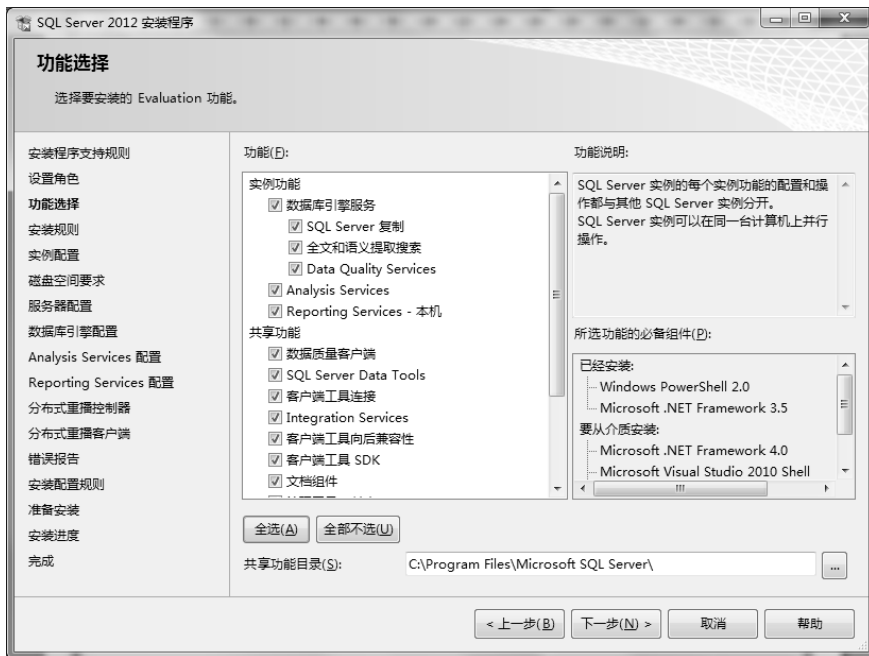 SQL Server 2012 安装程序
功能选择
选择要安装的 Evaluation 功能。
安装程序支持规则
设置角色
功能选择
安装规则
实例配置
磁盘空间要求
服务器配置
数据库引擎配置
Analysis Services 配置
Reporting Services 配置
分布式重播控制器
分布式重播客户端
错误报告
安装配置规则
准备安装
安装进度
完成
功能(F):
实例功能
数据库引擎服务
SQL Server 复制
全文和语义提取搜索
Data Quality Services
Analysis Services
Reporting Services - 本机
共享功能
数据质量客户端
SQL Server Data Tools
客户端工具连接
Integration Services
客户端工具向后兼容性
客户端工具 SDK
文档组件
功能说明:
SQL Server 实例的每个实例功能的配置和操
作都与其他 SQL Server 实例分开。
SQL Server 实例可以在同一台计算机上并行
操作。
所选功能的必备组件(P):
已经安装:
Windows PowerShell 2.0
Microsoft .NET Framework 3.5
要从介质安装:
Microsoft .NET Framework 4.0
Microsoft Visual Studio 2010 Shell
全选(A)
全部不选(U)
共享功能目录(S):
C:\Program Files\Microsoft SQL Server\
...
< 上一步(B)
下一步(N) >
取消
帮助